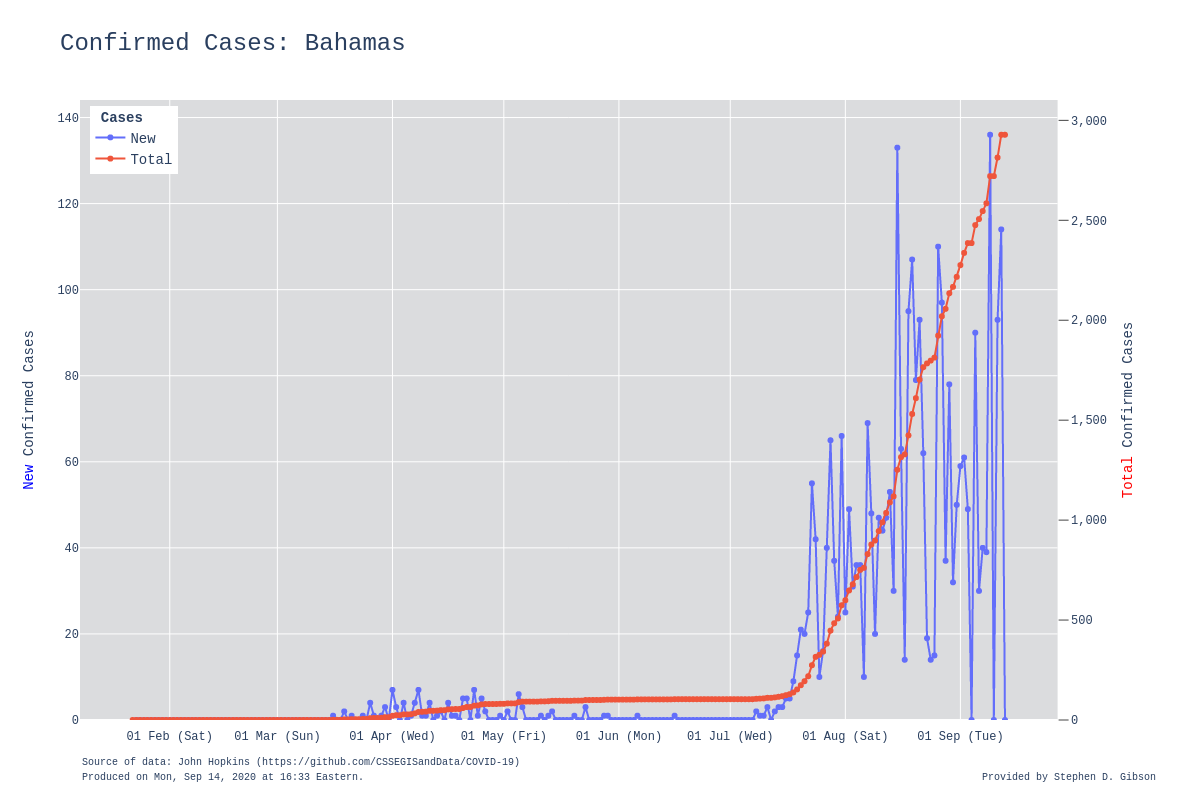 Confirmed Cases: Bahamas
Cases
New
Total
140
120
100
80
60
40
20
0
3,000
2,500
2,000
1,500
1,000
500
0
New Confirmed Cases
Total Confirmed Cases
01 Feb (Sat) 01 Mar (Sun) 01 Apr (Wed) 01 May (Fri) 01 Jun (Mon) 01 Jul (Wed) 01 Aug (Sat) 01 Sep (Tue)
Source of data: John Hopkins (https://github.com/CSSEGISandData/COVID-19)
Produced on Mon, Sep 14, 2020 at 16:33 Eastern.
Provided by Stephen D. Gibson